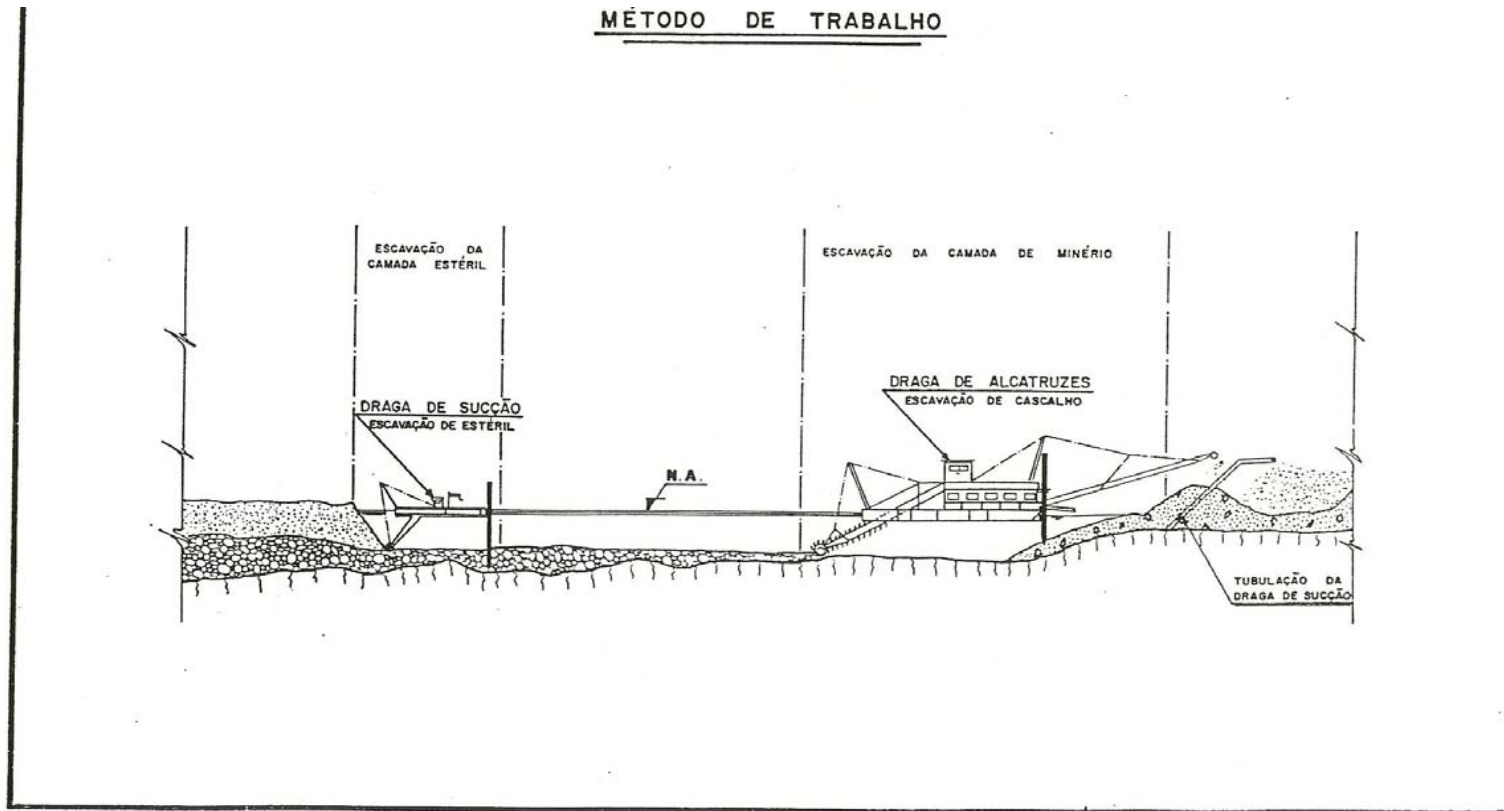 MÉTODO DE TRABALHO
ESCAVAÇÃO DA
CAMADA ESTÉRIL
ESCAVAÇÃO DA CAMADA DE MINÉRIO
DRAGA DE SUCÇÃO
ESCAVAÇÃO DE ESTÉRIL
DRAGA DE ALCATRUZES
ESCAVAÇÃO DE CASCALHO
N.A.
TUBULAÇÃO DA
DRAGA DE SUCÇÃO